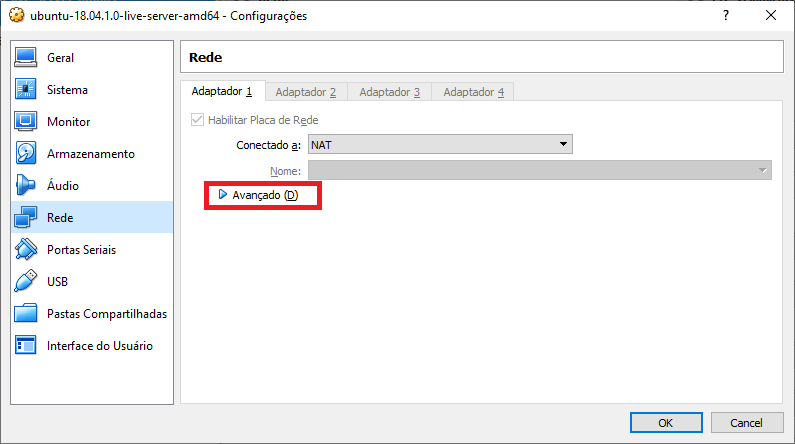 ubuntu-18.04.1.0-live-server-amd64 - Configurações
Geral
Sistema
Monitor
Armazenamento
Áudio
Rede
Portas Seriais
USB
Pastas Compartilhadas
Interface do Usuário
Rede
Adaptador 1 Adaptador 2 Adaptador 3 Adaptador 4
Habilitar Placa de Rede
Conectado a: NAT
Nome:
Avançado (D)
OK Cancel